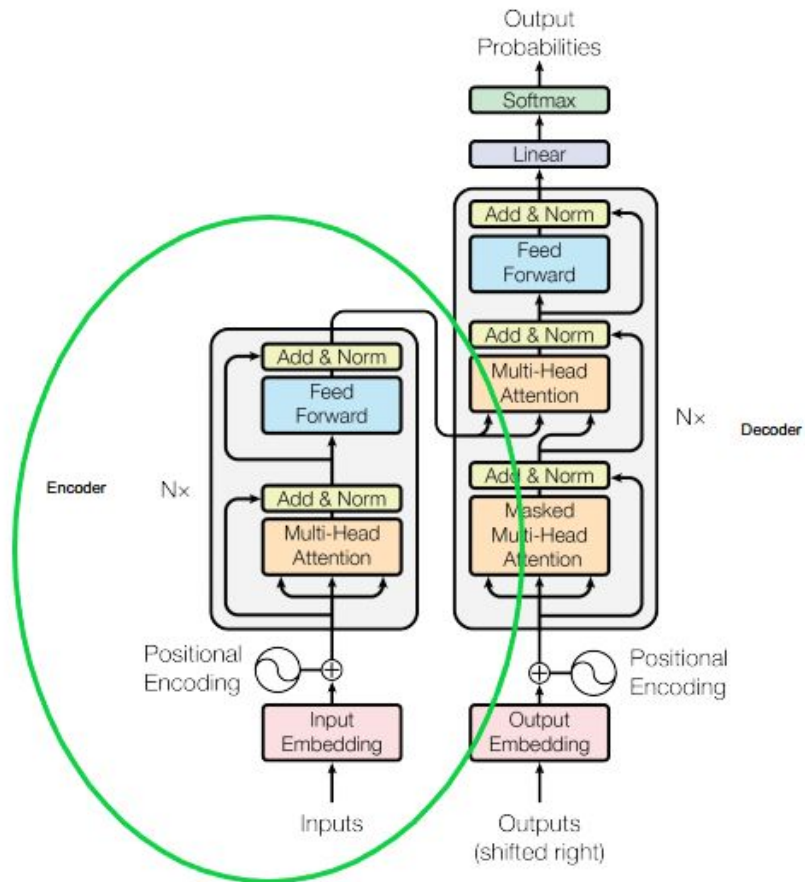 Output
Probabilities
Softmax
Linear
Add & Norm
Feed
Forward
Add & Norm
Multi-Head
Attention
Add & Norm
Masked
Multi-Head
Attention
Nx
Decoder
Positional
Encoding
Output
Embedding
Outputs
(shifted right)
Add & Norm
Feed
Forward
Add & Norm
Multi-Head
Attention
Encoder
Nx
Positional
Encoding
Input
Embedding
Inputs